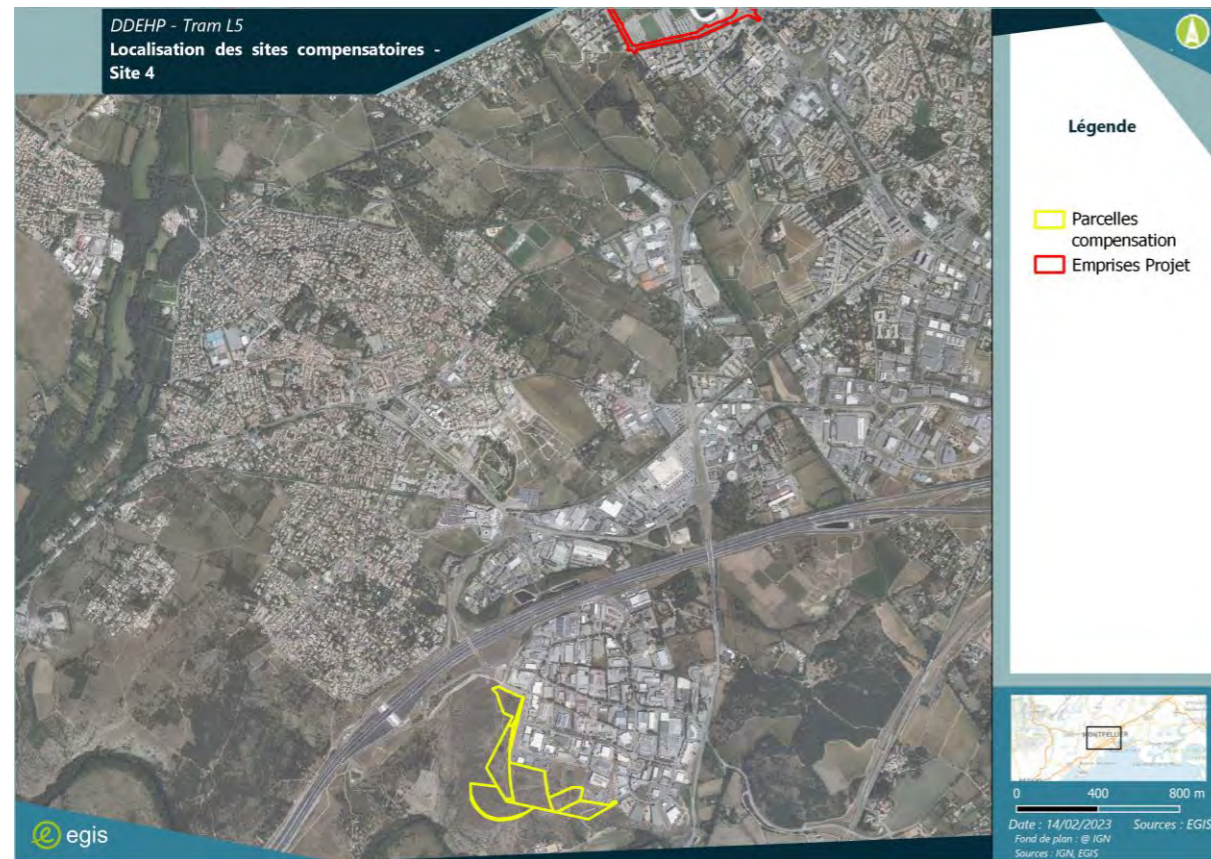 DDEHP - Tram L5
Localisation des sites compensatoires -
Site 4
Légende
Parcelles
compensation
Emprises Projet
MONTPELLIER
0 400 800 m
Date : 14/02/2023 Sources : EGIS
Fond de plan : @ IGN
Sources : IGN, EGIS
egis